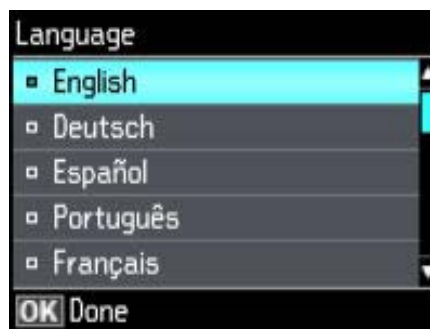 Language
English
Deutsch
Español
Português
Français
OK Done